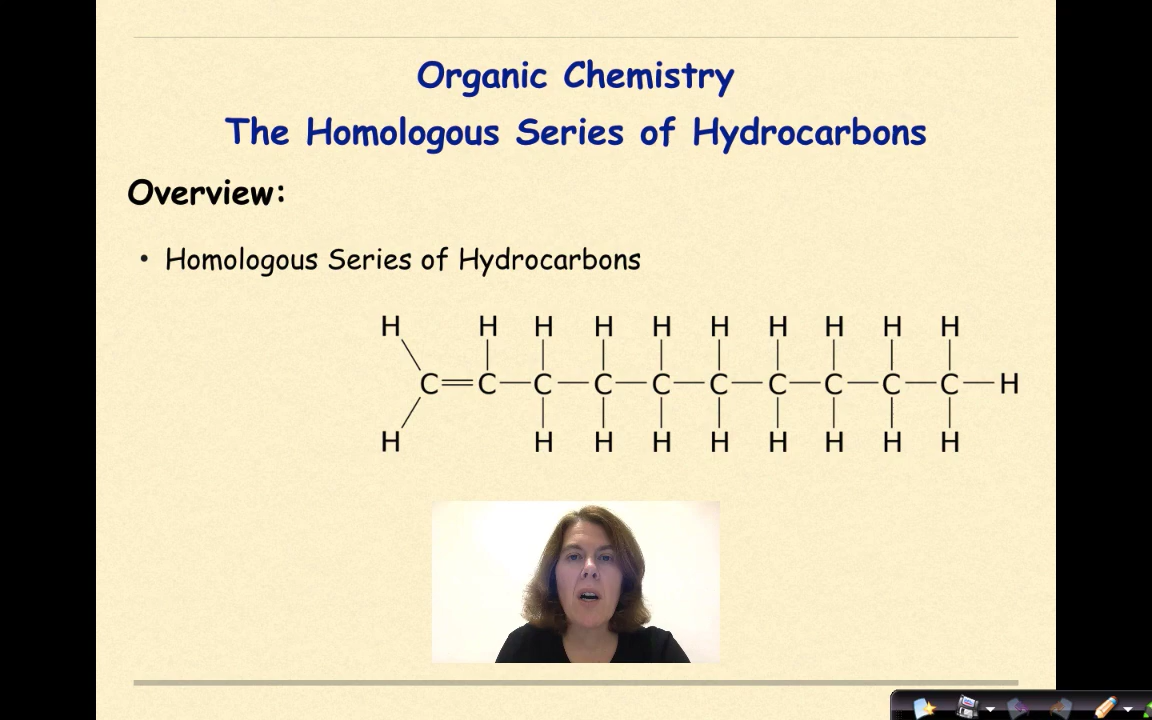 Organic Chemistry
The Homologous Series of Hydrocarbons
Overview:
• Homologous Series of Hydrocarbons
H H H H H H H H H H
C=C—C—C—C—C—C—C—C—C—H
H H H H H H H H H